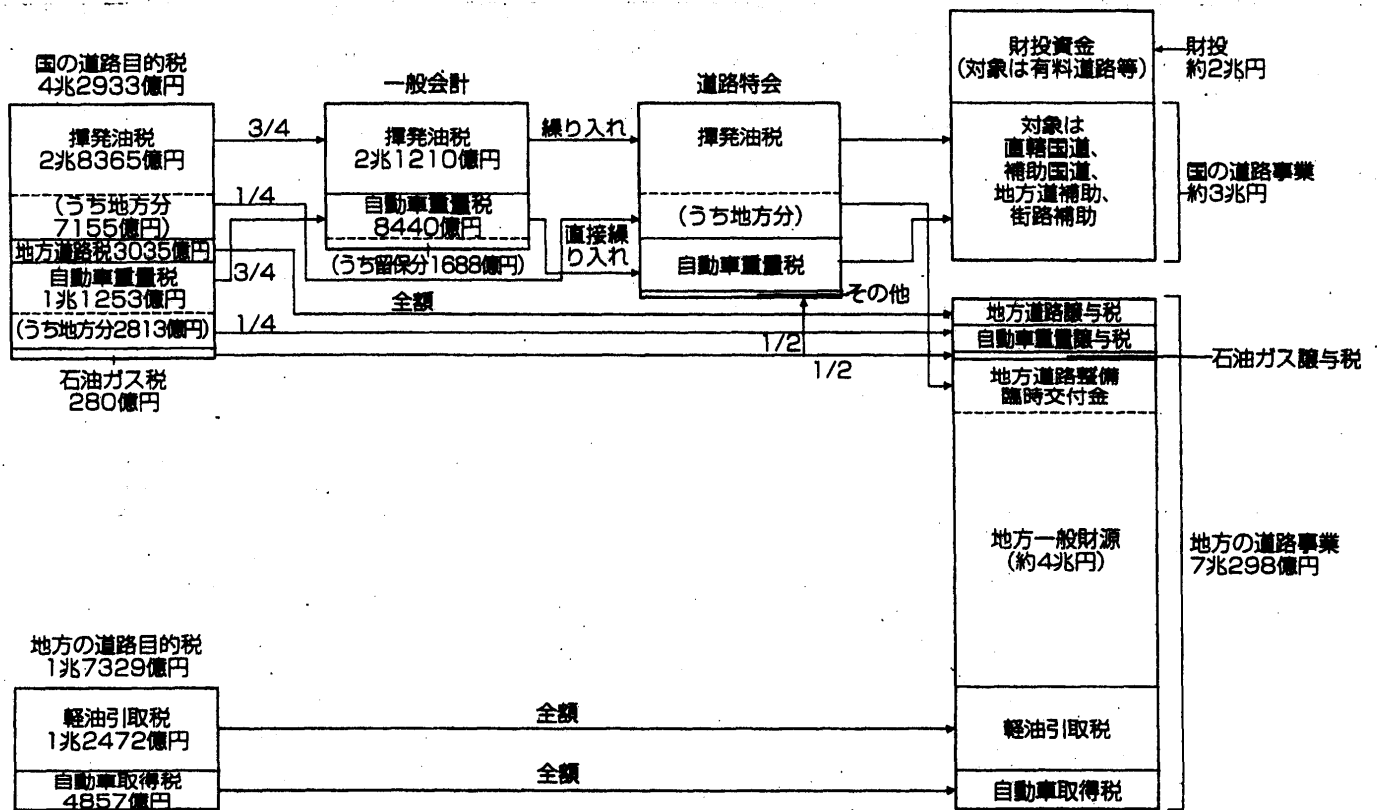 国の道路目的税
4兆2933億円
揮発油税
2兆8365億円
(うち地方分
7155億円)
地方道路税3035億円
自動車重量税
1兆1253億円
(うち地方分2813億円)
石油ガス税
280億円
3/4
1/4
3/4
全額
1/4
一般会計
揮発油税
2兆1210億円
自動車重量税
8440億円
(うち留保分1688億円)
繰り入れ
直接繰
り入れ
道路特会
揮発油税
(うち地方分)
自動車重量税
その他
1/2
1/2
財投資金
(対象は有料道路等)
財投
約2兆円
対象は
直轄国道、
補助国道、
地方道補助、
街路補助
国の道路事業
約3兆円
地方道路譲与税
自動車重量譲与税
石油ガス譲与税
地方道路整備
臨時交付金
地方一般財源
(約4兆円)
地方の道路事業
7兆298億円
軽油引取税
自動車取得税
地方の道路目的税
1兆7329億円
軽油引取税
1兆2472億円
自動車取得税
4857億円
全額
全額